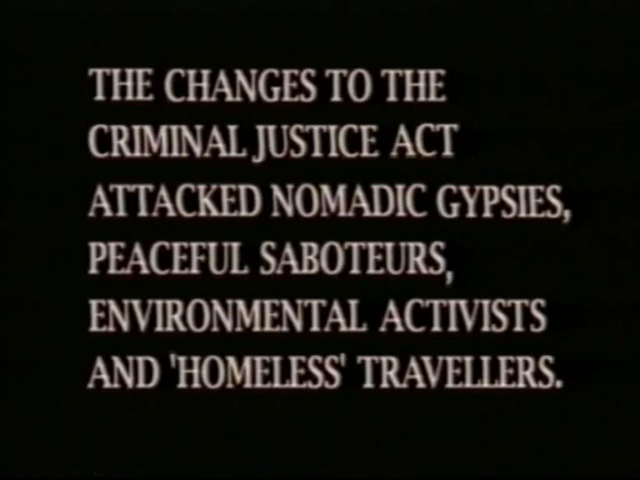 THE CHANGES TO THE
CRIMINAL JUSTICE ACT
ATTACKED NOMADIC GYPSIES,
PEACEFUL SABOTEURS,
ENVIRONMENTAL ACTIVISTS
AND 'HOMELESS' TRAVELLERS.